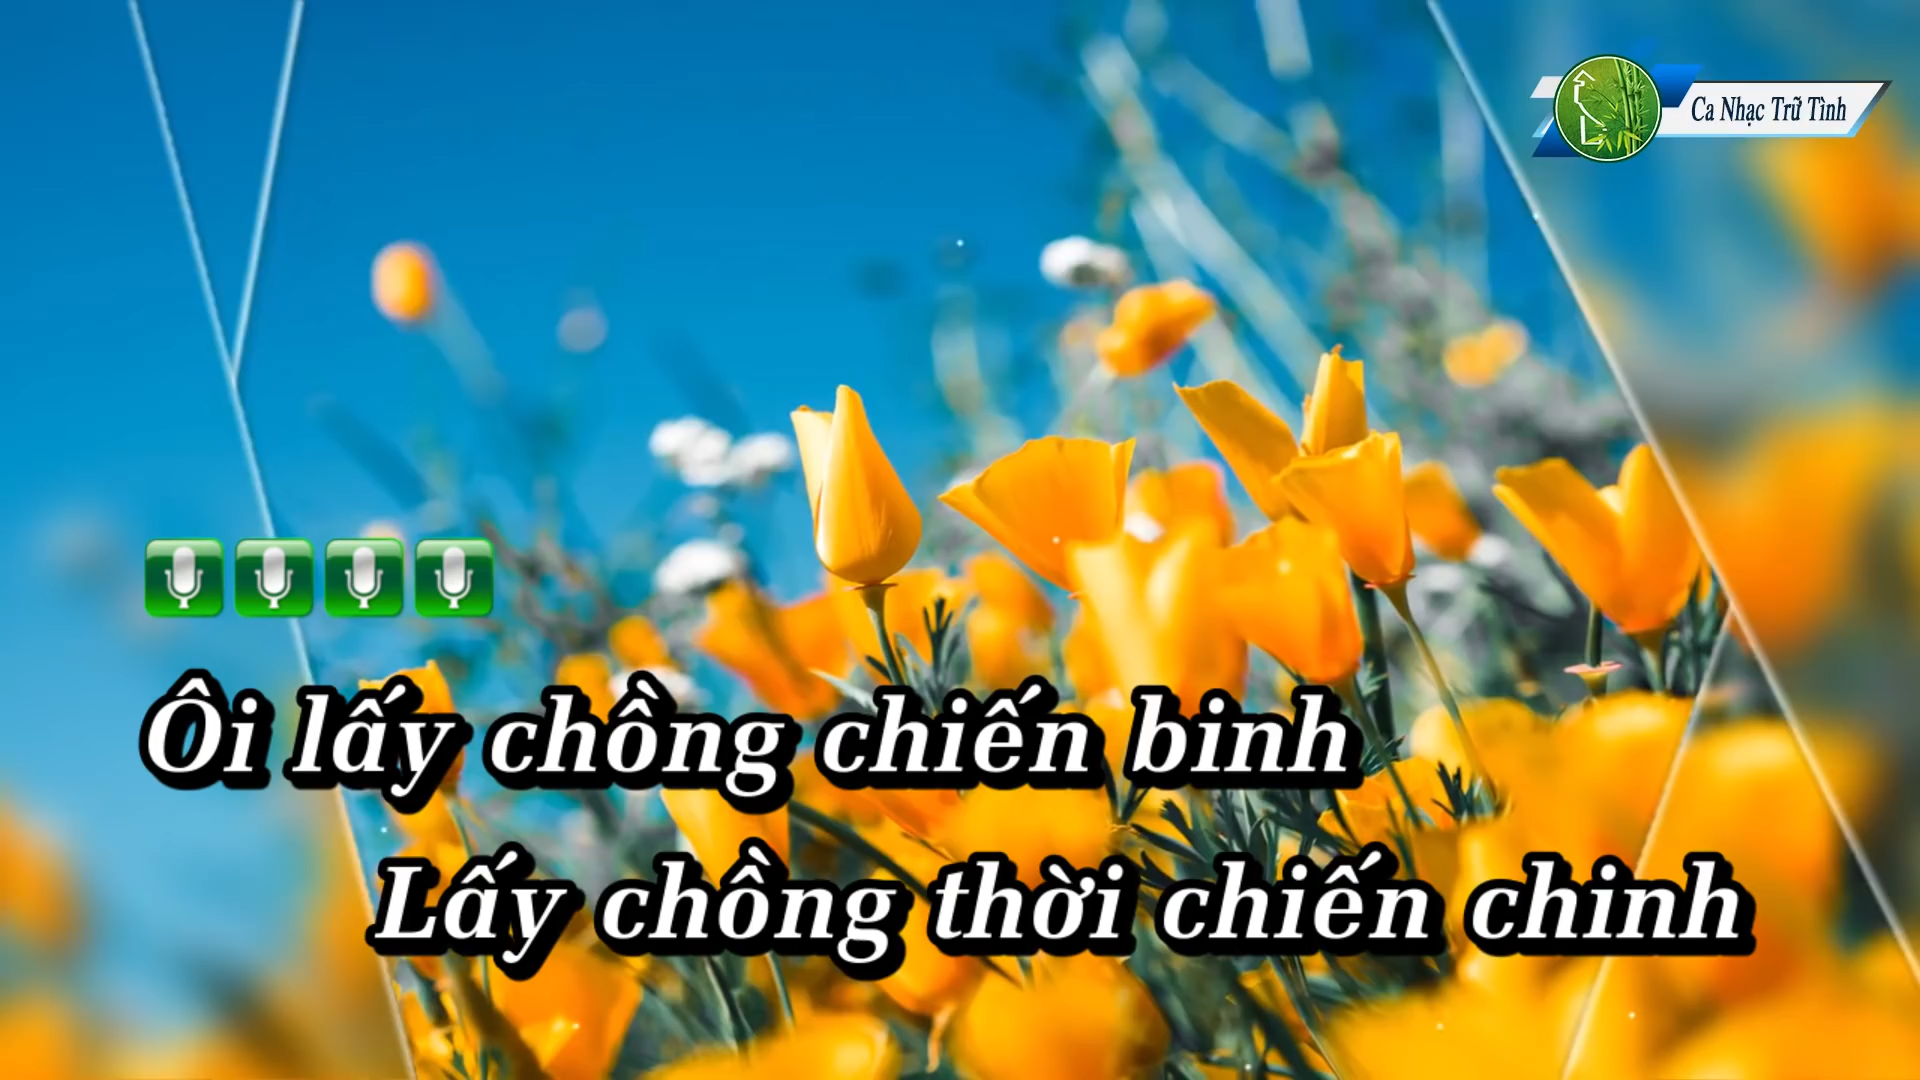 Ca Nhạc Trữ Tình
Ôi lấy chồng chiến binh
Lấy chồng thời chiến chinh